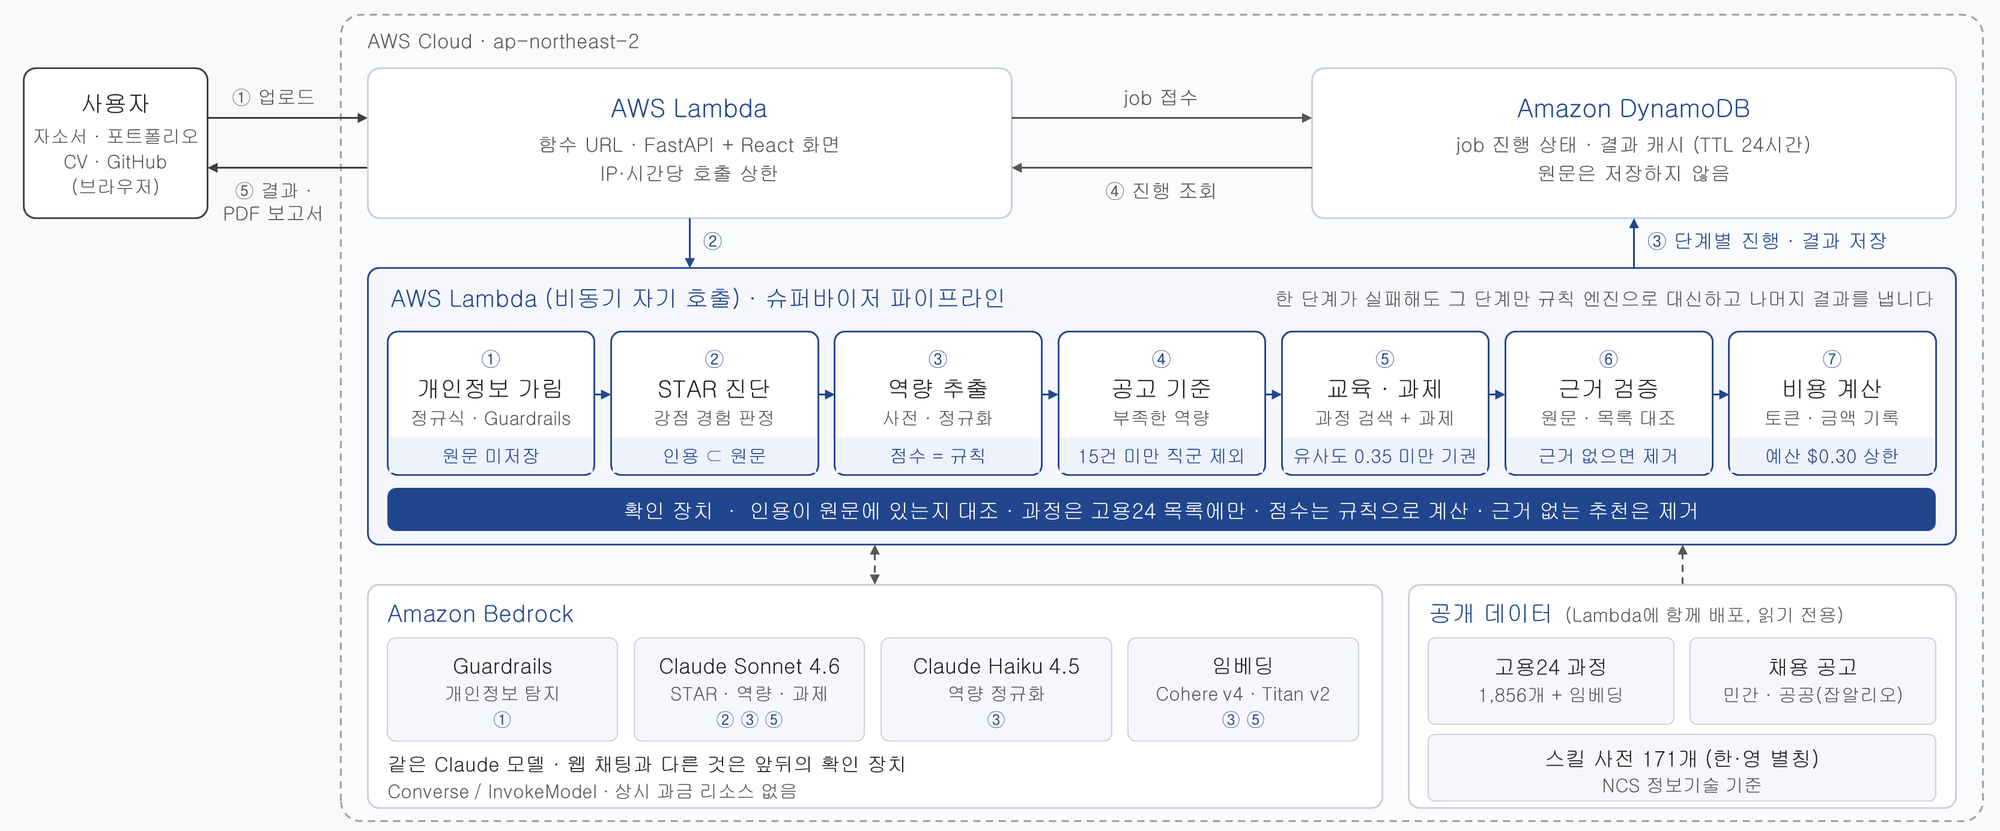 AWS Cloud · ap-northeast-2
사용자
자소서 · 포트폴리오
CV · GitHub
(브라우저)
① 업로드
⑤ 결과 ·
PDF 보고서
AWS Lambda
함수 URL · FastAPI + React 화면
IP·시간당 호출 상한
job 접수
④ 진행 조회
Amazon DynamoDB
job 진행 상태 · 결과 캐시 (TTL 24시간)
원문은 저장하지 않음
②
③ 단계별 진행 · 결과 저장
AWS Lambda (비동기 자기 호출) · 슈퍼바이저 파이프라인
한 단계가 실패해도 그 단계만 규칙 엔진으로 대신하고 나머지 결과를 냅니다
①
개인정보 가림
정규식 · Guardrails
원문 미저장
②
STAR 진단
강점 경험 판정
인용 ⊂ 원문
③
역량 추출
사전 · 정규화
점수 = 규칙
④
공고 기준
부족한 역량
15건 미만 직군 제외
⑤
교육 · 과제
과정 검색 + 과제
유사도 0.35 미만 기권
⑥
근거 검증
원문 · 목록 대조
근거 없으면 제거
⑦
비용 계산
토큰 · 금액 기록
예산 $0.30 상한
확인 장치 · 인용이 원문에 있는지 대조 · 과정은 고용24 목록에만 · 점수는 규칙으로 계산 · 근거 없는 추천은 제거
Amazon Bedrock
Guardrails
개인정보 탐지
①
Claude Sonnet 4.6
STAR · 역량 · 과제
② ③ ⑤
Claude Haiku 4.5
역량 정규화
③
임베딩
Cohere v4 · Titan v2
③ ⑤
같은 Claude 모델 · 웹 채팅과 다른 것은 앞뒤의 확인 장치
Converse / InvokeModel · 상시 과금 리소스 없음
공개 데이터 (Lambda에 함께 배포, 읽기 전용)
고용24 과정
1,856개 + 임베딩
채용 공고
민간 · 공공(잡알리오)
스킬 사전 171개 (한·영 별칭)
NCS 정보기술 기준